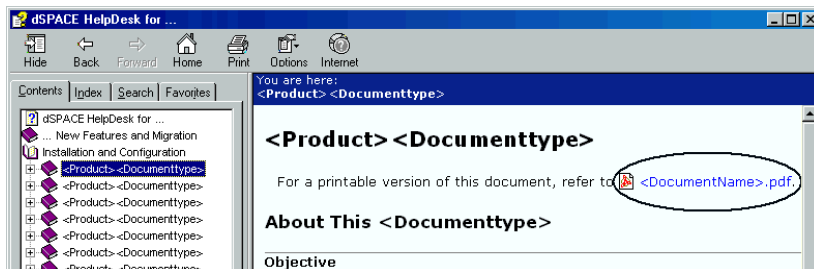 dSPACE HelpDesk for ...
Hide Back Forward Home Print Options Internet
Contents Index Search Favorites
dSPACE HelpDesk for ...
... New Features and Migration
Installation and Configuration
<Product> <Documenttype>
<Product> <Documenttype>
<Product> <Documenttype>
<Product> <Documenttype>
<Product> <Documenttype>
<Product> <Documenttype>
<Product> <Documenttype>
You are here:
<Product> <Documenttype>
<Product> <Documenttype>
For a printable version of this document, refer to <DocumentName>.pdf.
About This <Documenttype>
Objective